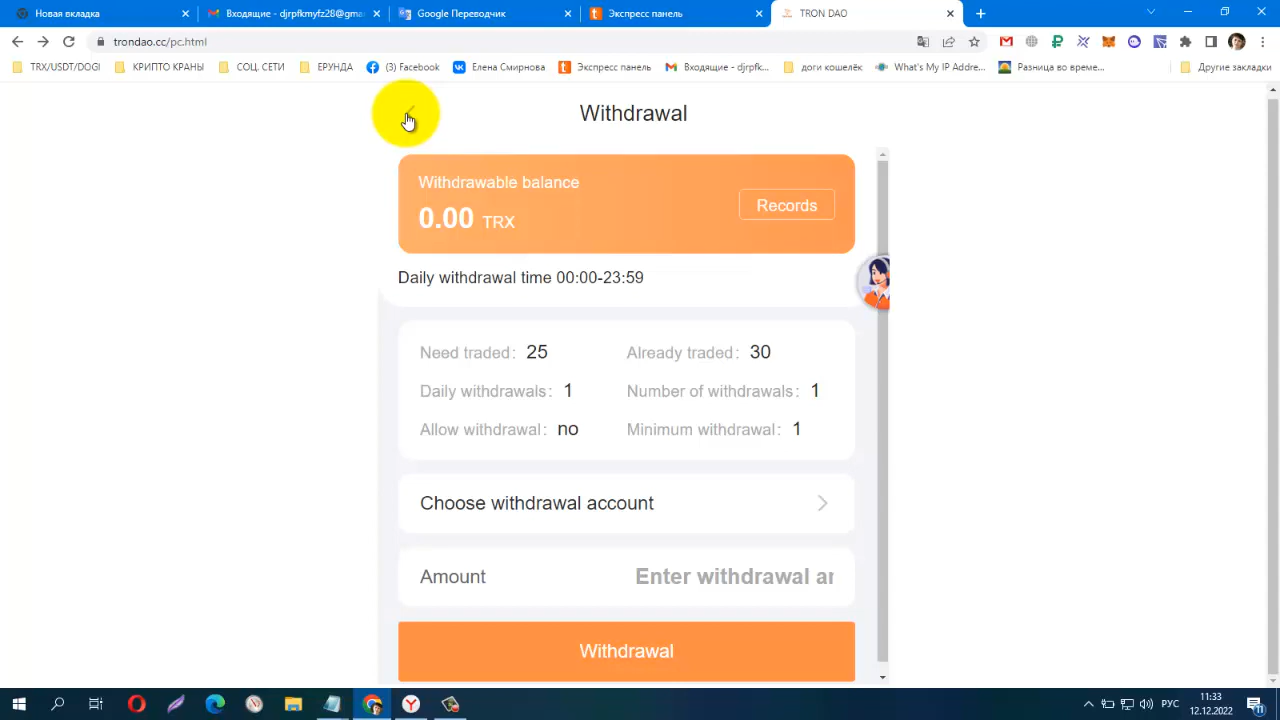 Новая вкладка
Входящие - djrpfkmyfz28@gma
Google Переводчик
Экспресс панель
TRON DAO
trondao.cc/pc.html
TRX/USDT/DOGI
КРИПТО КРАНЫ
СОЦ. СЕТИ
ЕРУНДА
(3) Facebook
Елена Смирнова
Экспресс панель
Входящие - djrpfk...
доги кошелёк
What's My IP Addre...
Разница во време...
Другие закладки
Withdrawal
Withdrawable balance
0.00 TRX
Records
Daily withdrawal time 00:00-23:59
Need traded: 25
Already traded: 30
Daily withdrawals: 1
Number of withdrawals: 1
Allow withdrawal: no
Minimum withdrawal: 1
Choose withdrawal account
Amount
Enter withdrawal ar
Withdrawal
РУС
11:33
12.12.2022
11